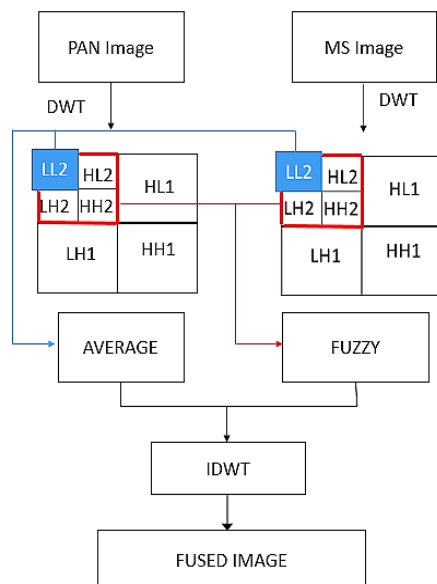 PAN Image
MS Image
DWT
DWT
LL2
HL2
HL1
LH2
HH2
LH1
HH1
LL2
HL2
HL1
LH2
HH2
LH1
HH1
AVERAGE
FUZZY
IDWT
FUSED IMAGE